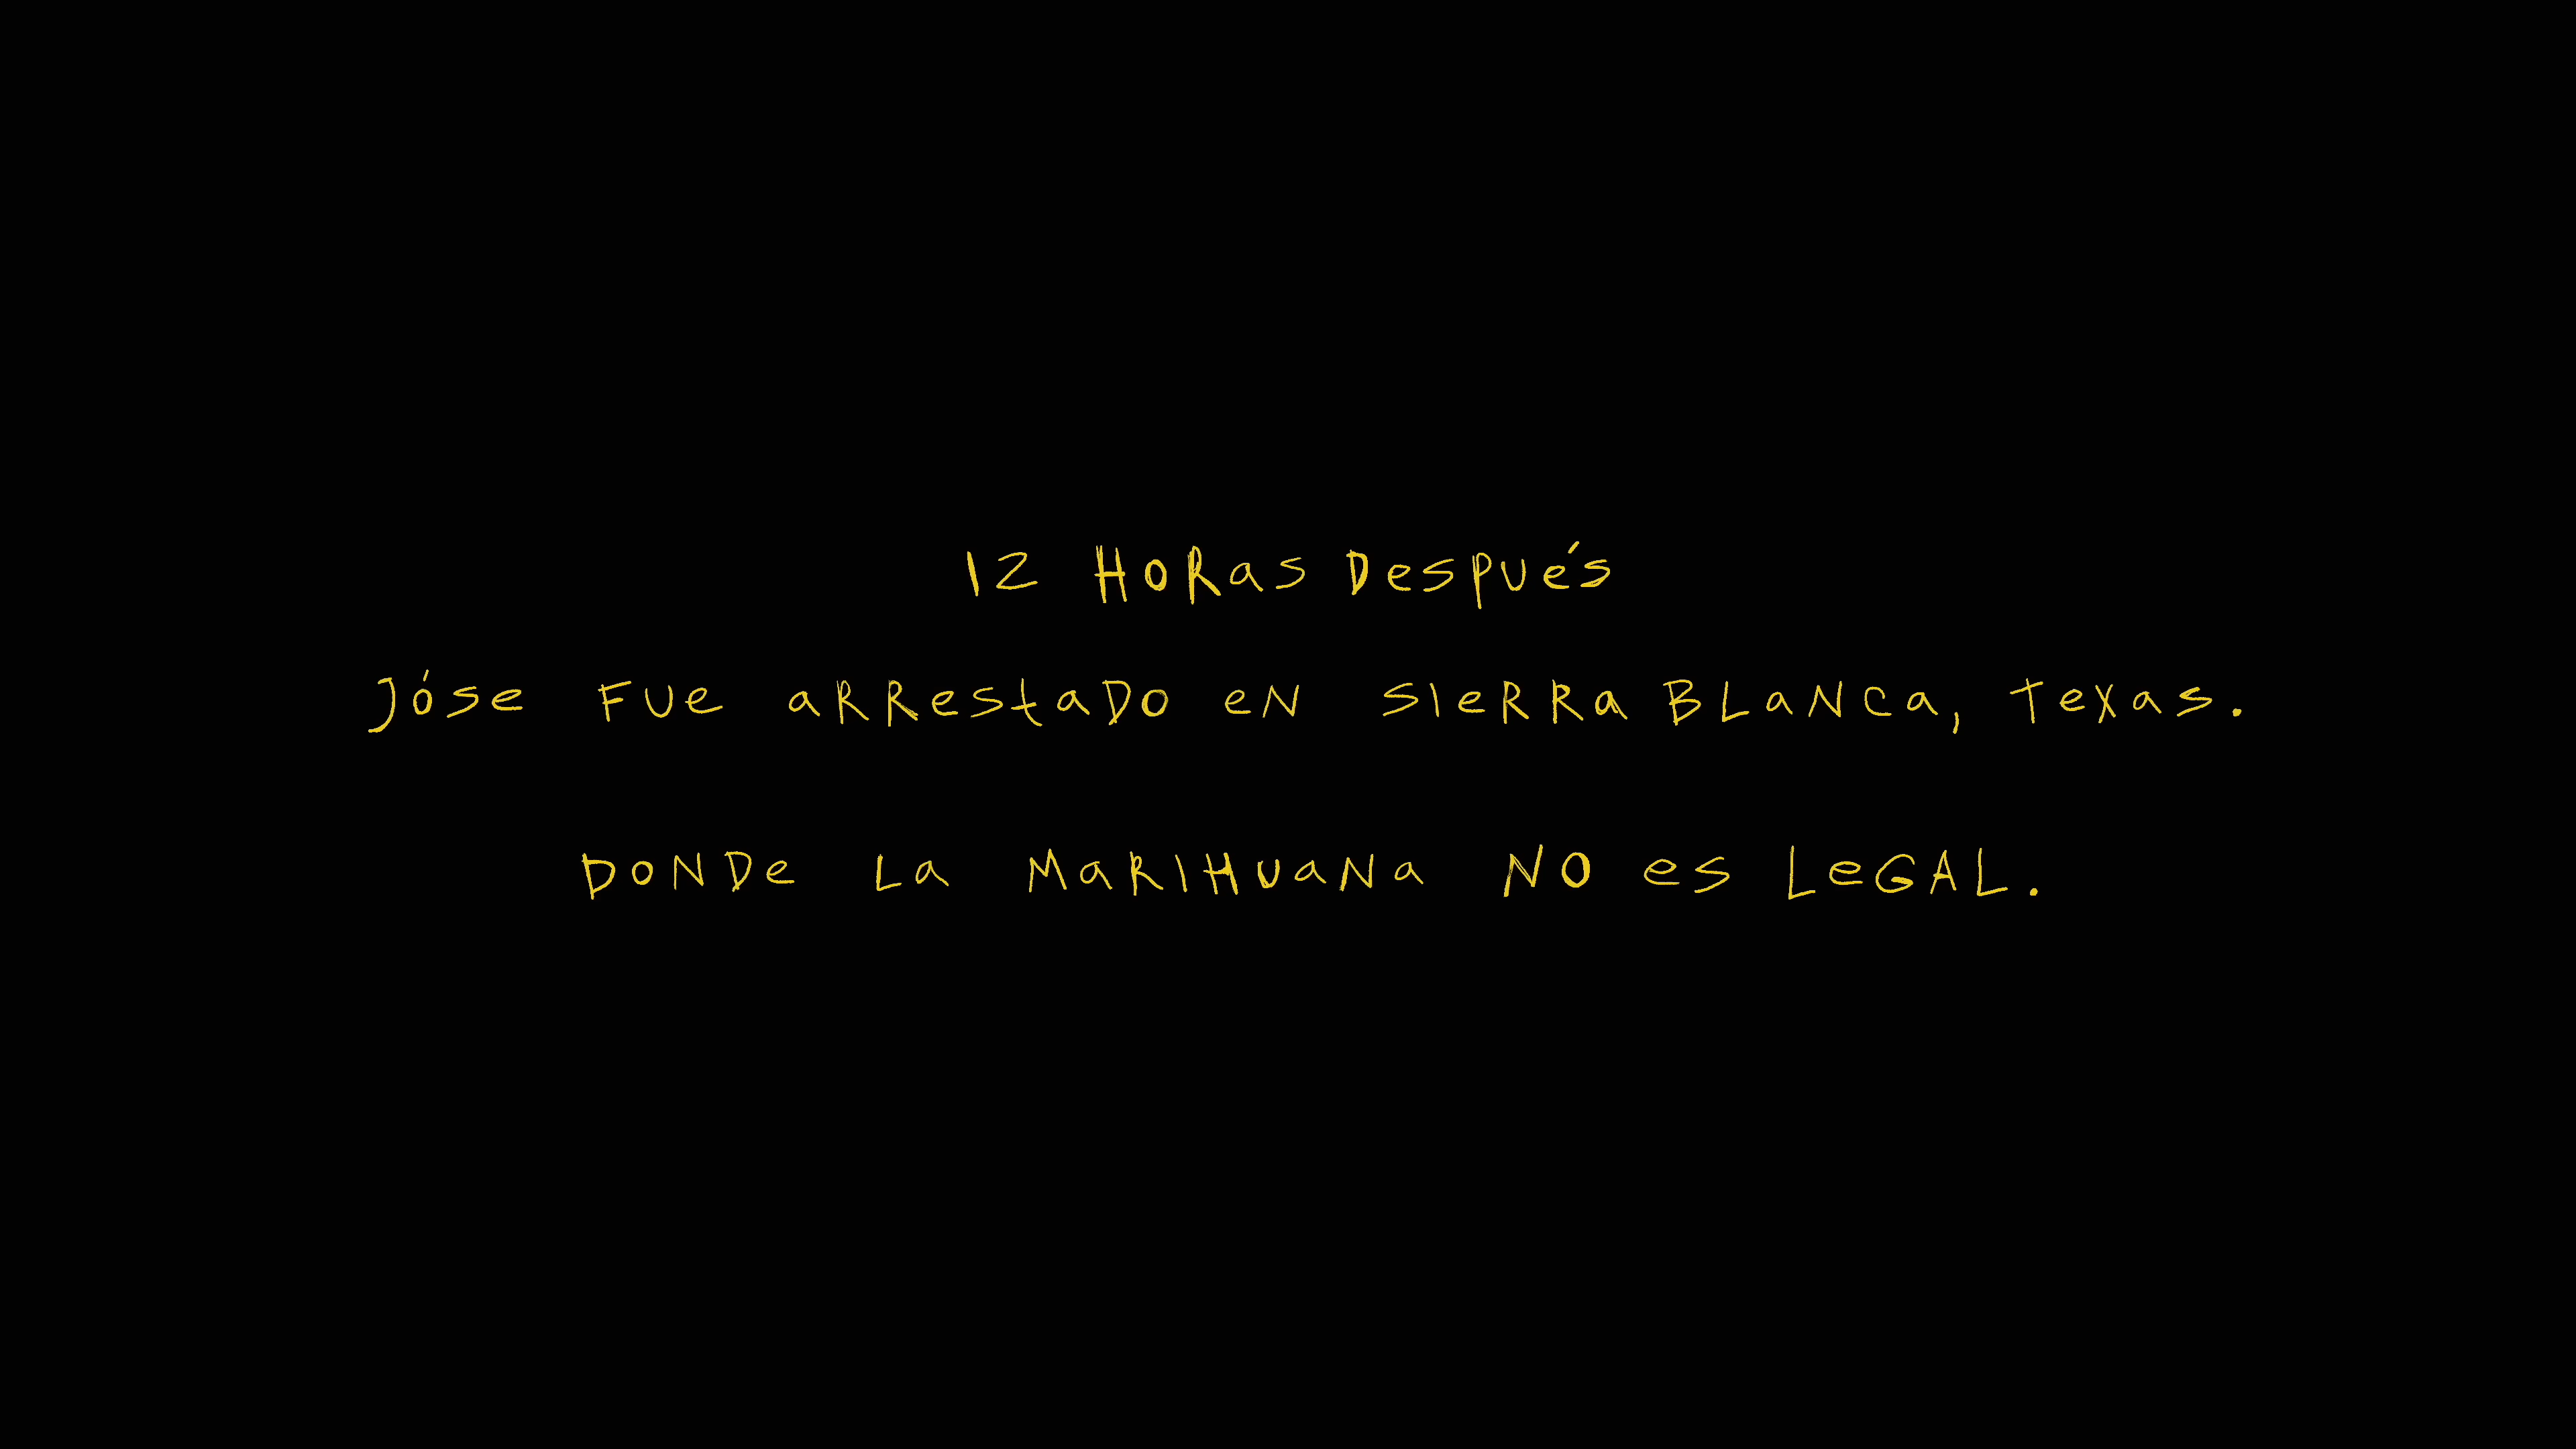 12 HORas Después
Jóse Fue aRRestaDo eN SieRRa BLaNca, Texas.
DoNDe La MaRiHuaNa NO es LeGAL.